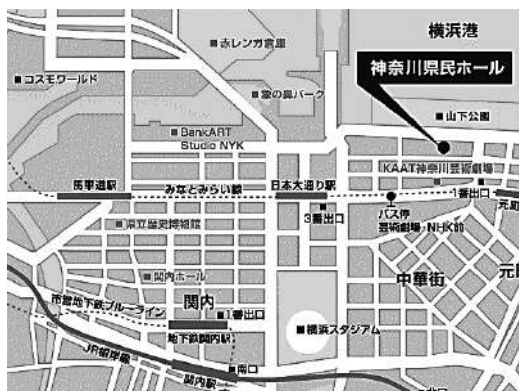 横浜港
神奈川県民ホール
■赤レンガ倉庫
■コスモワールド
■象の鼻パーク
■山下公園
■BankART
Studio NYK
KAAT神奈川芸術劇場
馬車道駅
みなとみらい線
日本大通り駅
1番出口
元町
3番出口
バス停
芸術劇場・NHK前
■県立歴史博物館
■関内ホール
中華街
元
市営地下鉄ブルーライン
関内
■1番出口
地下鉄関内駅
■横浜スタジアム
JR根岸線
関内駅
■南口